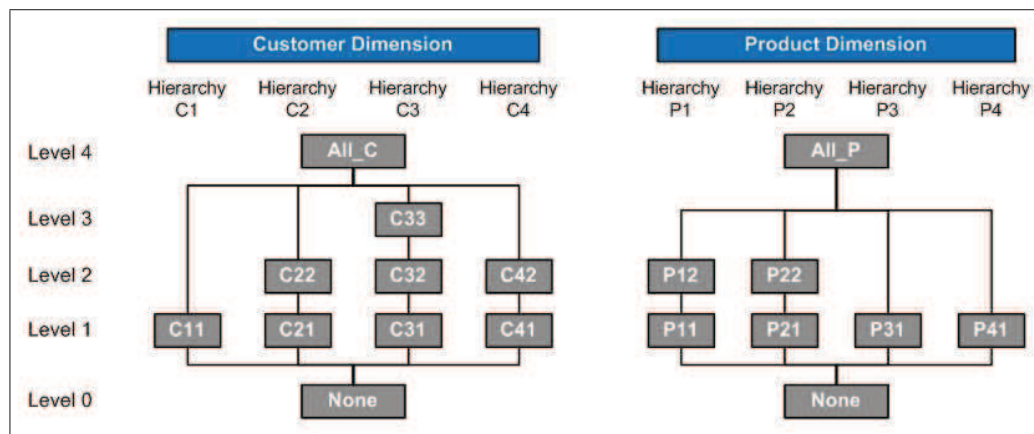 Customer Dimension Product Dimension
Hierarchy Hierarchy Hierarchy Hierarchy Hierarchy Hierarchy Hierarchy Hierarchy
C1 C2 C3 C4 P1 P2 P3 P4
Level 4 All_C All_P
Level 3 C33
Level 2 C22 C32 C42 P12 P22
Level 1 C11 C21 C31 C41 P11 P21 P31 P41
Level 0 None None